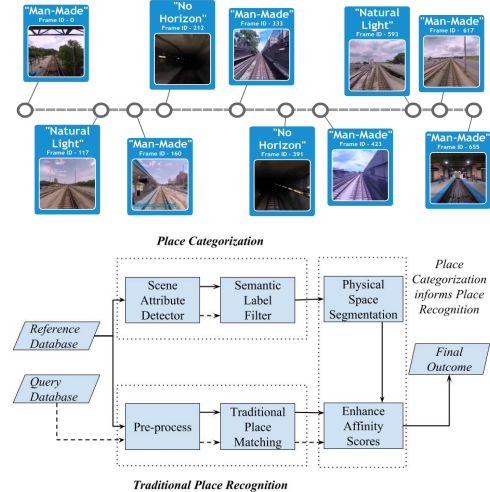 "Man-Made"
Frame ID - 0
"No
Horizon"
Frame ID - 212
"Man-Made"
Frame ID - 333
"Natural
Light"
Frame ID - 593
"Man-Made"
Frame ID - 617
"Natural
Light"
Frame ID - 117
"Man-Made"
Frame ID - 160
"No
Horizon"
Frame ID - 391
"Man-Made"
Frame ID - 423
"Man-Made"
Frame ID - 655
Place Categorization
Place
Categorization
informs Place
Recognition
Scene
Attribute
Detector
Semantic
Label
Filter
Physical
Space
Segmentation
Reference
Database
Query
Database
Final
Outcome
Pre-process
Traditional
Place
Matching
Enhance
Affinity
Scores
Traditional Place Recognition